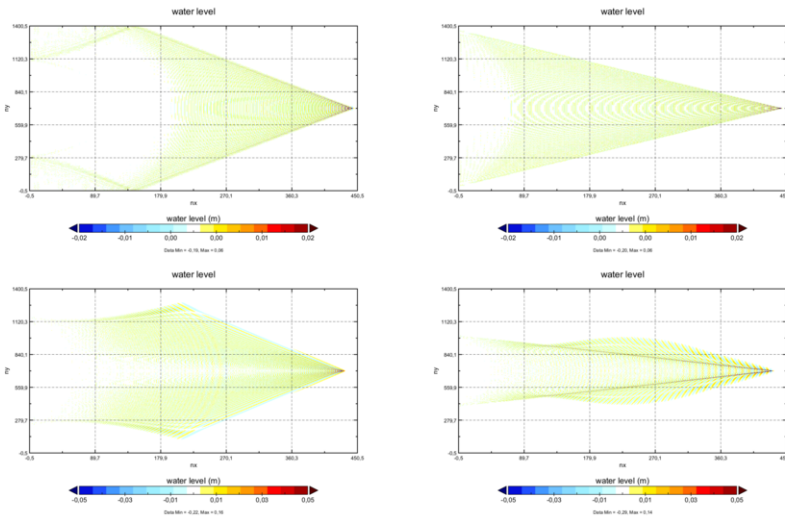 water level
1400,5
1120,3
840,1
559,9
279,7
-0,5
ny
-0,5 89,7 179,9 270,1 360,3 450,5
nx
water level (m)
-0,02 -0,01 0,00 0,00 0,01 0,02
Data Min = -0,19, Max = 0,06
water level
1400,5
1120,3
840,1
559,9
279,7
-0,5
ny
-0,5 89,7 179,9 270,1 360,3 45
nx
water level (m)
-0,02 -0,01 0,00 0,00 0,01 0,02
Data Min = -0,20, Max = 0,06
water level
1400,5
1120,3
840,1
559,9
279,7
-0,5
ny
-0,5 89,7 179,9 270,1 360,3 450,5
nx
water level (m)
-0,05 -0,03 -0,01 0,01 0,03 0,05
Data Min = -0,22, Max = 0,16
water level
1400,5
1120,3
840,1
559,9
279,7
-0,5
ny
-0,5 89,7 179,9 270,1 360,3 450,5
nx
water level (m)
-0,05 -0,03 -0,01 0,01 0,03 0,05
Data Min = -0,29, Max = 0,14